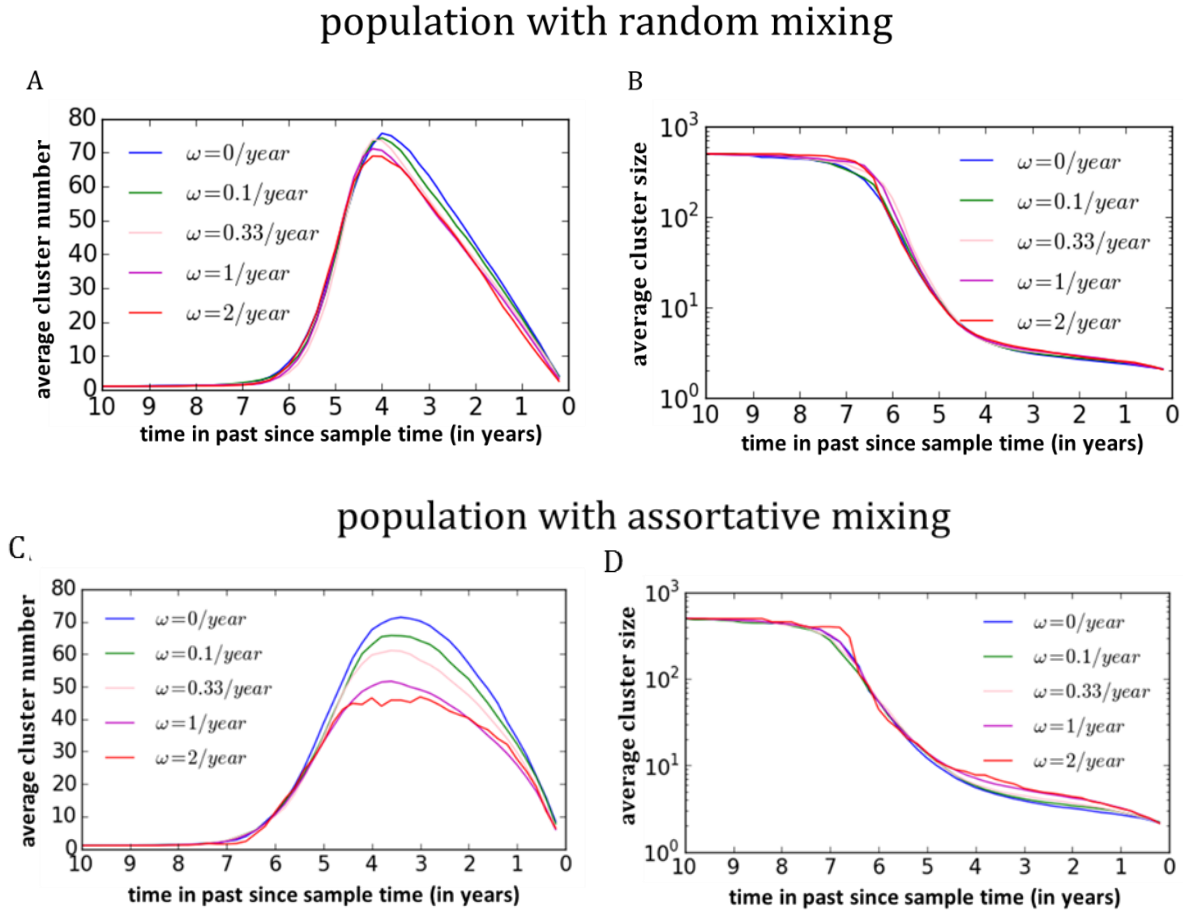 population with random mixing
A
B
average cluster number
80
70
60
50
40
30
20
10
0
ω=0/year
ω=0.1/year
ω=0.33/year
ω=1/year
ω=2/year
10 9 8 7 6 5 4 3 2 1 0
time in past since sample time (in years)
average cluster size
10³
10²
10¹
10⁰
ω=0/year
ω=0.1/year
ω=0.33/year
ω=1/year
ω=2/year
10 9 8 7 6 5 4 3 2 1 0
time in past since sample time (in years)
population with assortative mixing
C
D
average cluster number
80
70
60
50
40
30
20
10
0
ω=0/year
ω=0.1/year
ω=0.33/year
ω=1/year
ω=2/year
10 9 8 7 6 5 4 3 2 1 0
time in past since sample time (in years)
average cluster size
10³
10²
10¹
10⁰
ω=0/year
ω=0.1/year
ω=0.33/year
ω=1/year
ω=2/year
10 9 8 7 6 5 4 3 2 1 0
time in past since sample time (in years)